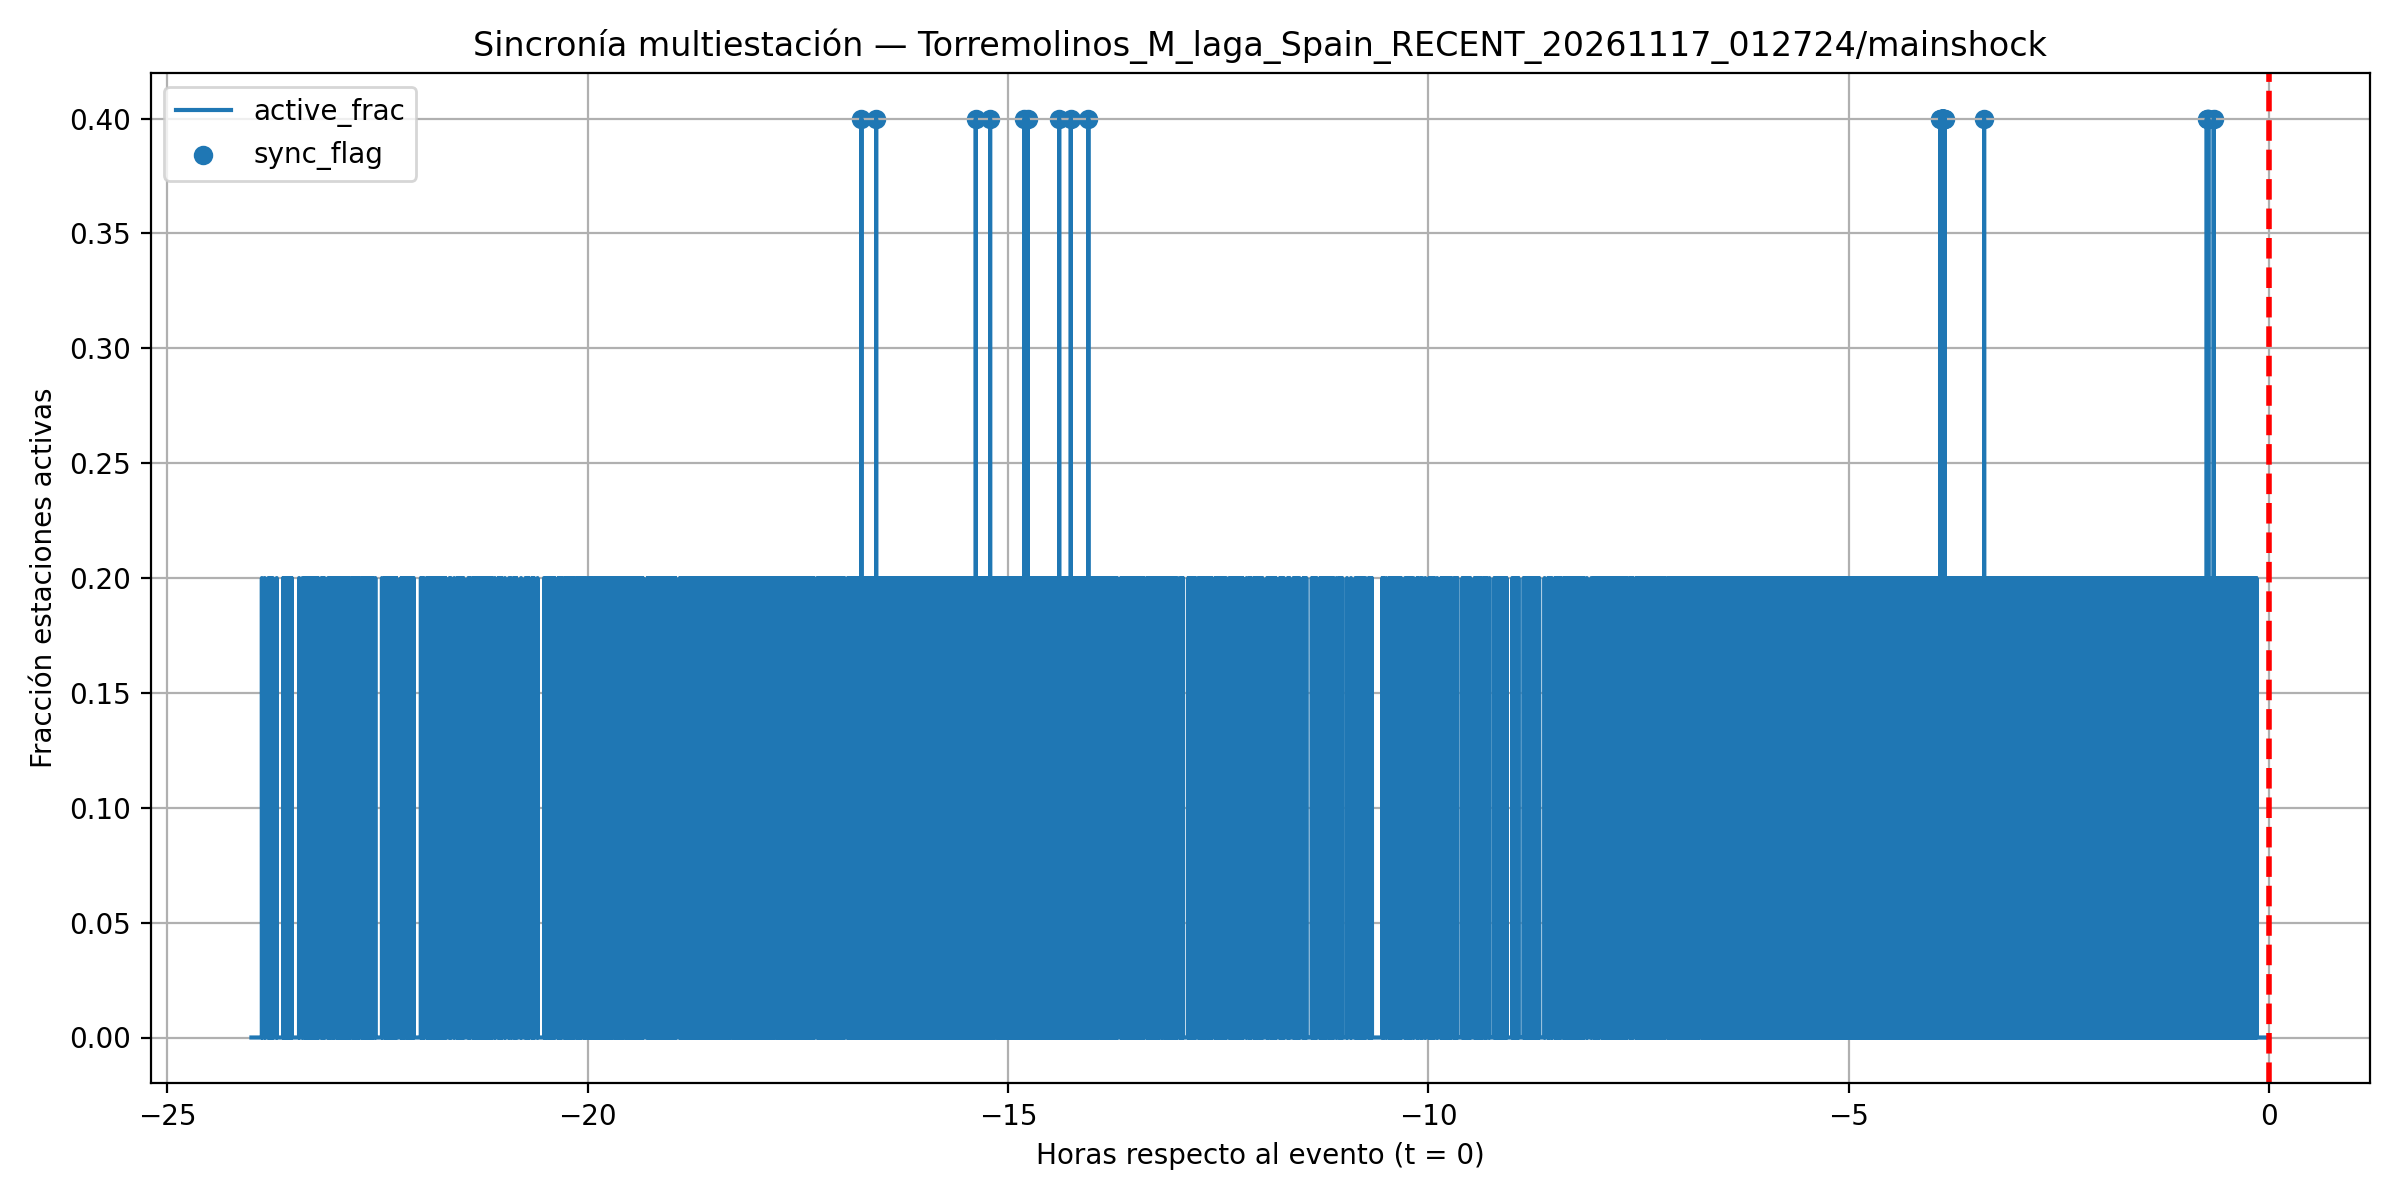 Sincronía multiestación — Torremolinos_M_laga_Spain_RECENT_20261117_012724/mainshock
active_frac
sync_flag
0.40
0.35
0.30
0.25
0.20
0.15
0.10
0.05
0.00
Fracción estaciones activas
−25 −20 −15 −10 −5 0
Horas respecto al evento (t = 0)